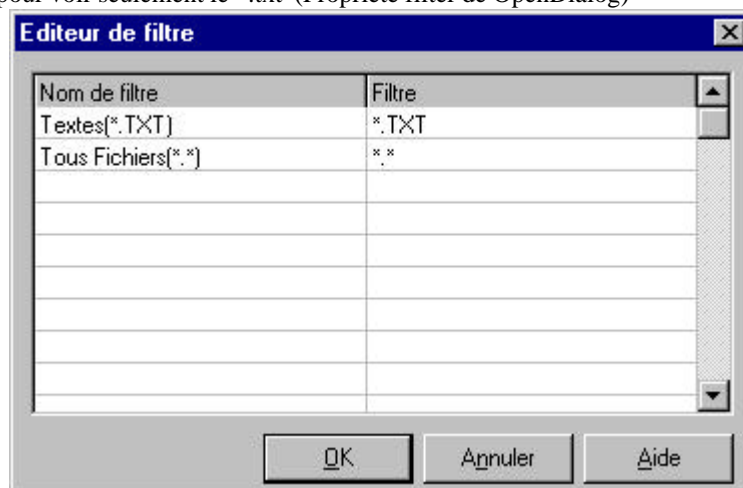 pour voir seulement le *.txt (Propriété filter de OpenDialog)
Editeur de filtre
Nom de filtre Filtre
Textes(*.TXT) *.TXT
Tous Fichiers(*.*) *.*
OK Annuler Aide